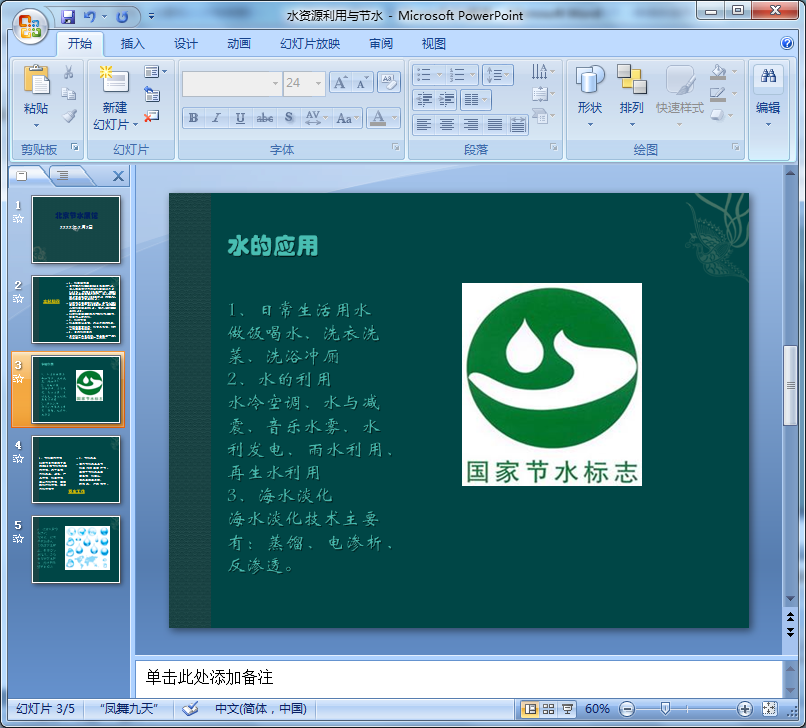 水资源利用与节水 - Microsoft PowerPoint
开始 插入 设计 动画 幻灯片放映 审阅 视图
粘贴
新建
幻灯片
24
B I U abc S AV Aa A
形状 排列 快速样式 编辑
剪贴板 幻灯片 字体 段落 绘图
1
2
3
4
5
水的应用
1、日常生活用水
做饭喝水、洗衣洗
菜、洗浴冲厕
2、水的利用
水冷空调、水与减
震、音乐水雾、水
利发电、雨水利用、
再生水利用
3、海水淡化
海水淡化技术主要
有：蒸馏、电渗析、
反渗透。
国家节水标志
单击此处添加备注
幻灯片 3/5 “凤舞九天” 中文(简体，中国) 60%